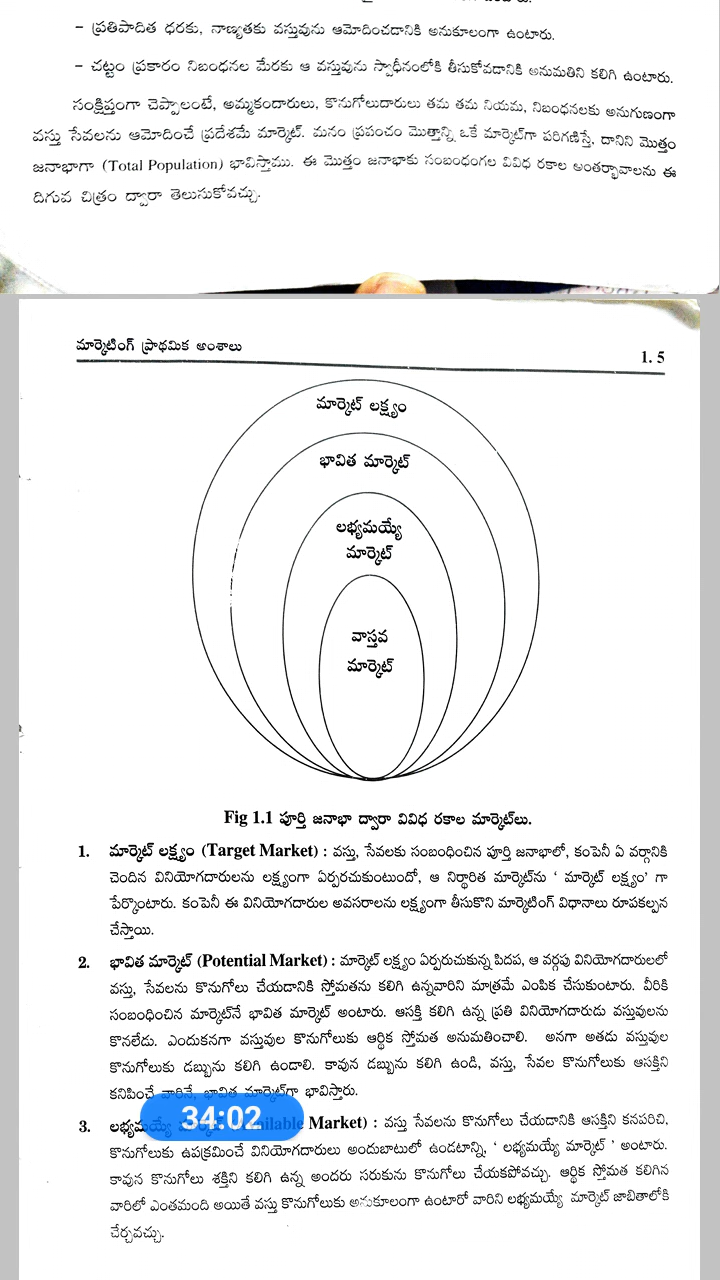 – ప్రతిపాదిత ధరకు, నాణ్యతకు వస్తువును ఆమోదించడానికి అనుకూలంగా ఉంటారు.
– చట్టం ప్రకారం నిబంధనల మేరకు ఆ వస్తువును స్వాధీనంలోకి తీసుకోవడానికి అనుమతిని కలిగి ఉంటారు.
సంక్షిప్తంగా చెప్పాలంటే, అమ్మకందారులు, కొనుగోలుదారులు తమ తమ నియమ, నిబంధనలకు అనుగుణంగా
వస్తు సేవలను ఆమోదించే ప్రదేశమే మార్కెట్. మనం ప్రపంచం మొత్తాన్ని ఒకే మార్కెట్‌గా పరిగణిస్తే, దానిని మొత్తం
జనాభాగా (Total Population) భావిస్తాము. ఈ మొత్తం జనాభాకు సంబంధంగల వివిధ రకాల అంతర్భావాలను ఈ
దిగువ చిత్రం ద్వారా తెలుసుకోవచ్చు.
మార్కెటింగ్ ప్రాథమిక అంశాలు
1. 5
మార్కెట్ లక్ష్యం
భావిత మార్కెట్
లభ్యమయ్యే
మార్కెట్
వాస్తవ
మార్కెట్
Fig 1.1 పూర్తి జనాభా ద్వారా వివిధ రకాల మార్కెట్‌లు.
1. మార్కెట్ లక్ష్యం (Target Market) : వస్తు, సేవలకు సంబంధించిన పూర్తి జనాభాలో, కంపెనీ ఏ వర్గానికి
చెందిన వినియోగదారులను లక్ష్యంగా ఏర్పరచుకుంటుందో, ఆ నిర్ధారిత మార్కెట్‌ను ‘ మార్కెట్ లక్ష్యం’ గా
పేర్కొంటారు. కంపెనీ ఈ వినియోగదారుల అవసరాలను లక్ష్యంగా తీసుకొని మార్కెటింగ్ విధానాలు రూపకల్పన
చేస్తాయి.
2. భావిత మార్కెట్ (Potential Market) : మార్కెట్ లక్ష్యం ఏర్పరుచుకున్న పిదప, ఆ వర్గపు వినియోగదారులలో
వస్తు, సేవలను కొనుగోలు చేయడానికి స్తోమతను కలిగి ఉన్నవారిని మాత్రమే ఎంపిక చేసుకుంటారు. వీరికి
సంబంధించిన మార్కెట్‌నే భావిత మార్కెట్ అంటారు. ఆసక్తి కలిగి ఉన్న ప్రతి వినియోగదారుడు వస్తువులను
కొనలేడు. ఎందుకనగా వస్తువుల కొనుగోలుకు ఆర్థిక స్తోమత అనుమతించాలి. అనగా అతడు వస్తువుల
కొనుగోలుకు డబ్బును కలిగి ఉండాలి. కావున డబ్బును కలిగి ఉండి, వస్తు, సేవల కొనుగోలుకు ఆసక్తిని
కనిపించే వారినే, భావిత మార్కెట్‌గా భావిస్తారు.
34:02
3. Market) : వస్తు సేవలను కొనుగోలు చేయడానికి ఆసక్తిని కనపరిచి,
కొనుగోలుకు ఉపక్రమించే వినియోగదారులు అందుబాటులో ఉండటాన్ని, ‘ లభ్యమయ్యే మార్కెట్ ’ అంటారు.
కావున కొనుగోలు శక్తిని కలిగి ఉన్న అందరు సరుకును కొనుగోలు చేయకపోవచ్చు. ఆర్థిక స్తోమత కలిగిన
వారిలో ఎంతమంది అయితే వస్తు కొనుగోలుకు అనుకూలంగా ఉంటారో వారిని లభ్యమయ్యే మార్కెట్ జాబితాలోకి
చేర్చవచ్చు.